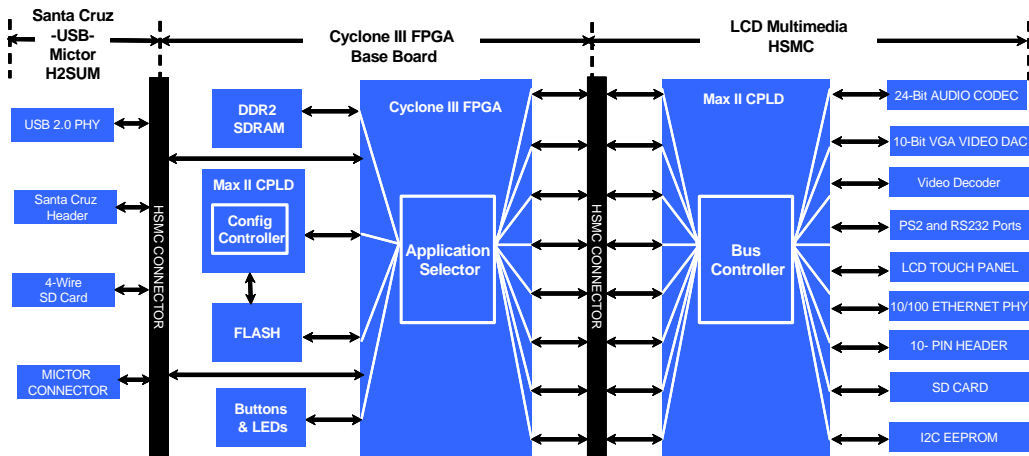 Santa Cruz
-USB-
Mictor
H2SUM
Cyclone III FPGA
Base Board
LCD Multimedia
HSMC
USB 2.0 PHY
Santa Cruz
Header
4-Wire
SD Card
MICTOR
CONNECTOR
HSMC CONNECTOR
DDR2
SDRAM
Max II CPLD
Config
Controller
FLASH
Buttons
& LEDs
Cyclone III FPGA
Application
Selector
HSMC CONNECTOR
Max II CPLD
Bus
Controller
24-Bit AUDIO CODEC
10-Bit VGA VIDEO DAC
Video Decoder
PS2 and RS232 Ports
LCD TOUCH PANEL
10/100 ETHERNET PHY
10- PIN HEADER
SD CARD
I2C EEPROM